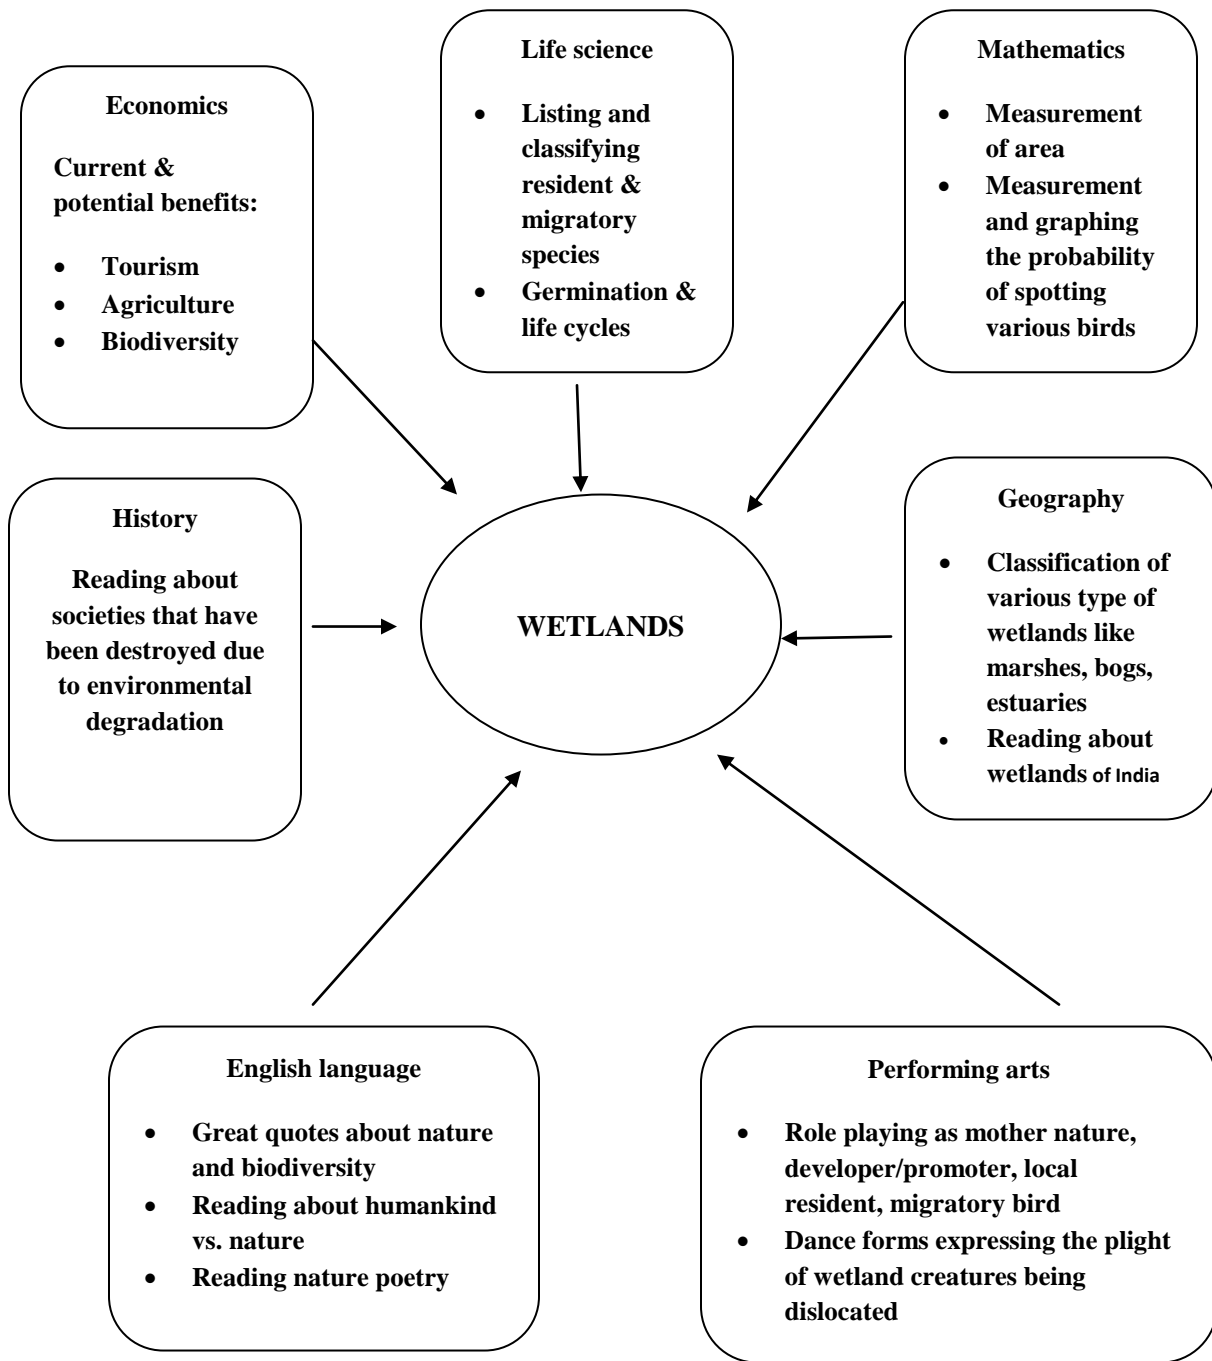 Economics
Current &
potential benefits:
• Tourism
• Agriculture
• Biodiversity
Life science
• Listing and
classifying
resident &
migratory
species
• Germination &
life cycles
Mathematics
• Measurement
of area
• Measurement
and graphing
the probability
of spotting
various birds
History
Reading about
societies that have
been destroyed due
to environmental
degradation
WETLANDS
Geography
• Classification of
various type of
wetlands like
marshes, bogs,
estuaries
• Reading about
wetlands of India
English language
• Great quotes about nature
and biodiversity
• Reading about humankind
vs. nature
• Reading nature poetry
Performing arts
• Role playing as mother nature,
developer/promoter, local
resident, migratory bird
• Dance forms expressing the plight
of wetland creatures being
dislocated